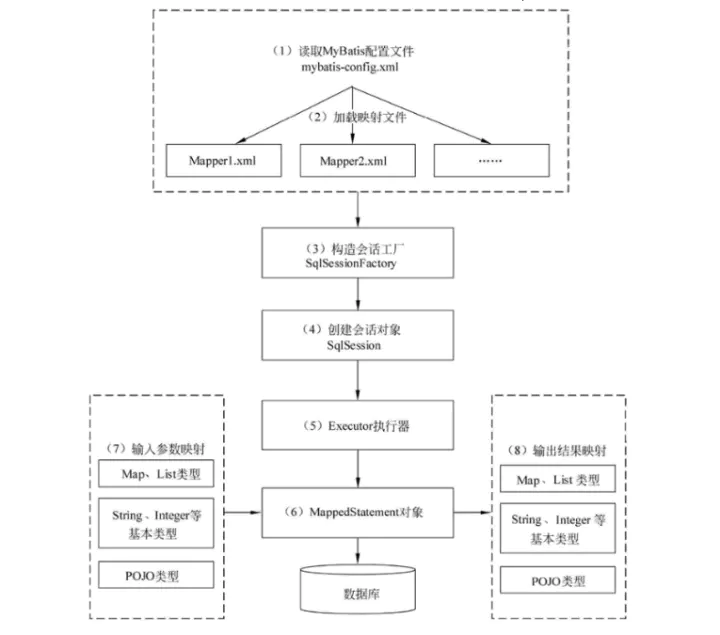 （1）读取MyBatis配置文件
mybatis-config.xml
（2）加载映射文件
Mapper1.xml
Mapper2.xml
……
（3）构造会话工厂
SqlSessionFactory
（4）创建会话对象
SqlSession
（5）Executor执行器
（7）输入参数映射
Map、List类型
String、Integer等
基本类型
POJO类型
（6）MappedStatement对象
（8）输出结果映射
Map、List 类型
String、Integer 等
基本类型
POJO类型
数据库